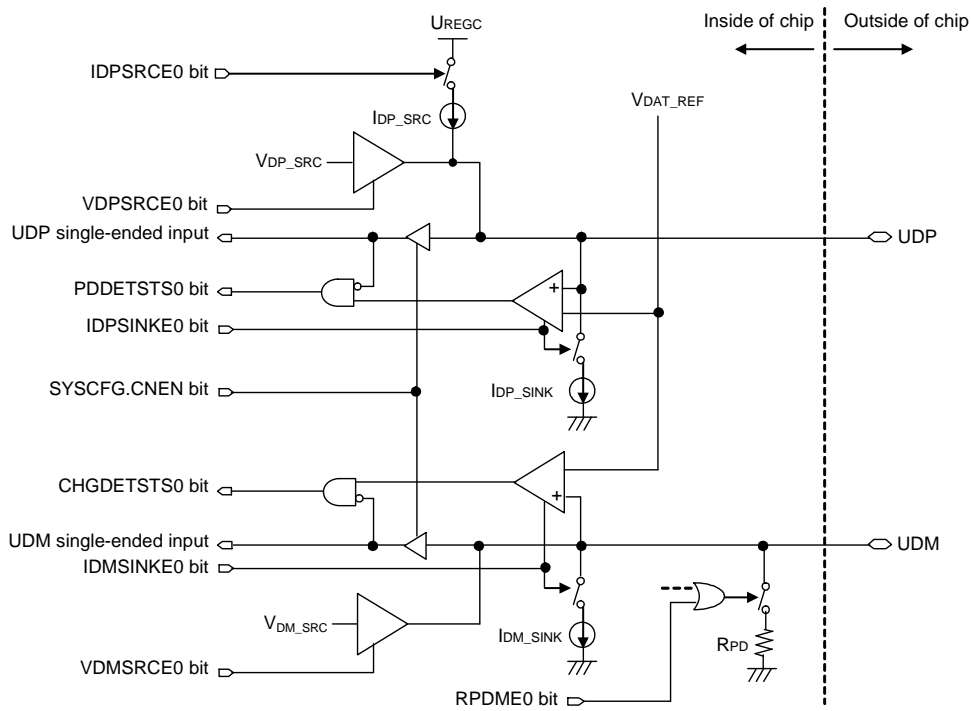 Inside of chip
Outside of chip
UREGC
IDPSRCE0 bit
VDAT_REF
IDP_SRC
VDP_SRC
VDPSRCE0 bit
UDP single-ended input
UDP
PDDETSTS0 bit
+
IDPSINKE0 bit
SYSCFG.CNEN bit
IDP_SINK
CHGDETSTS0 bit
+
UDM single-ended input
UDM
IDMSINKE0 bit
VDM_SRC
IDM_SINK
RPD
VDMSRCE0 bit
RPDME0 bit